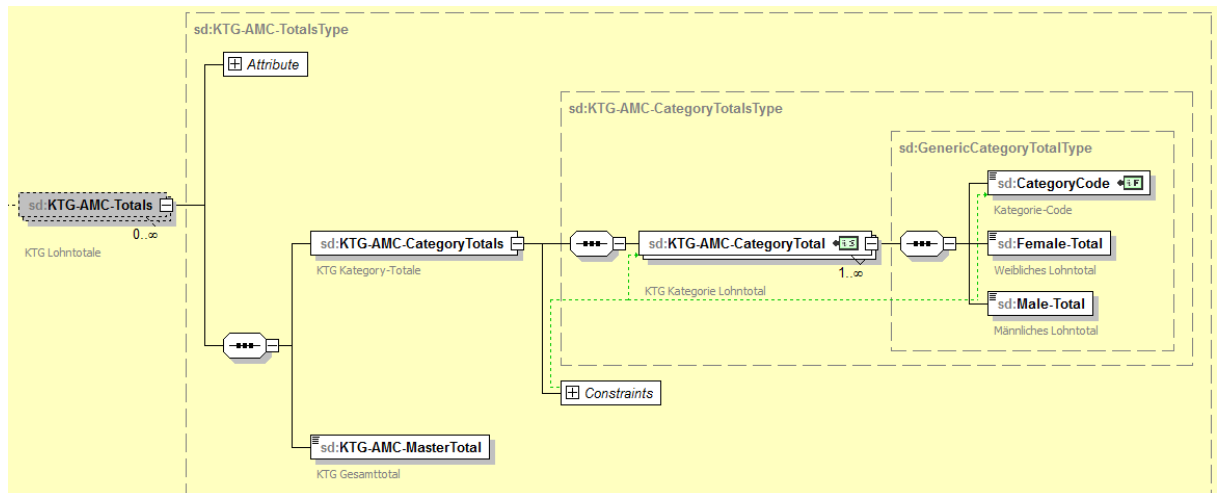 sd:KTG-AMC-TotalsType
Attribute
sd:KTG-AMC-CategoryTotalsType
sd:GenericCategoryTotalType
sd:CategoryCode
Kategorie-Code
sd:KTG-AMC-Totals
0..∞
KTG Lohntotale
sd:KTG-AMC-CategoryTotals
KTG Kategory-Totale
sd:KTG-AMC-CategoryTotal
1..∞
KTG Kategorie Lohntotal
sd:Female-Total
Weibliches Lohntotal
sd:Male-Total
Männliches Lohntotal
Constraints
sd:KTG-AMC-MasterTotal
KTG Gesamttotal